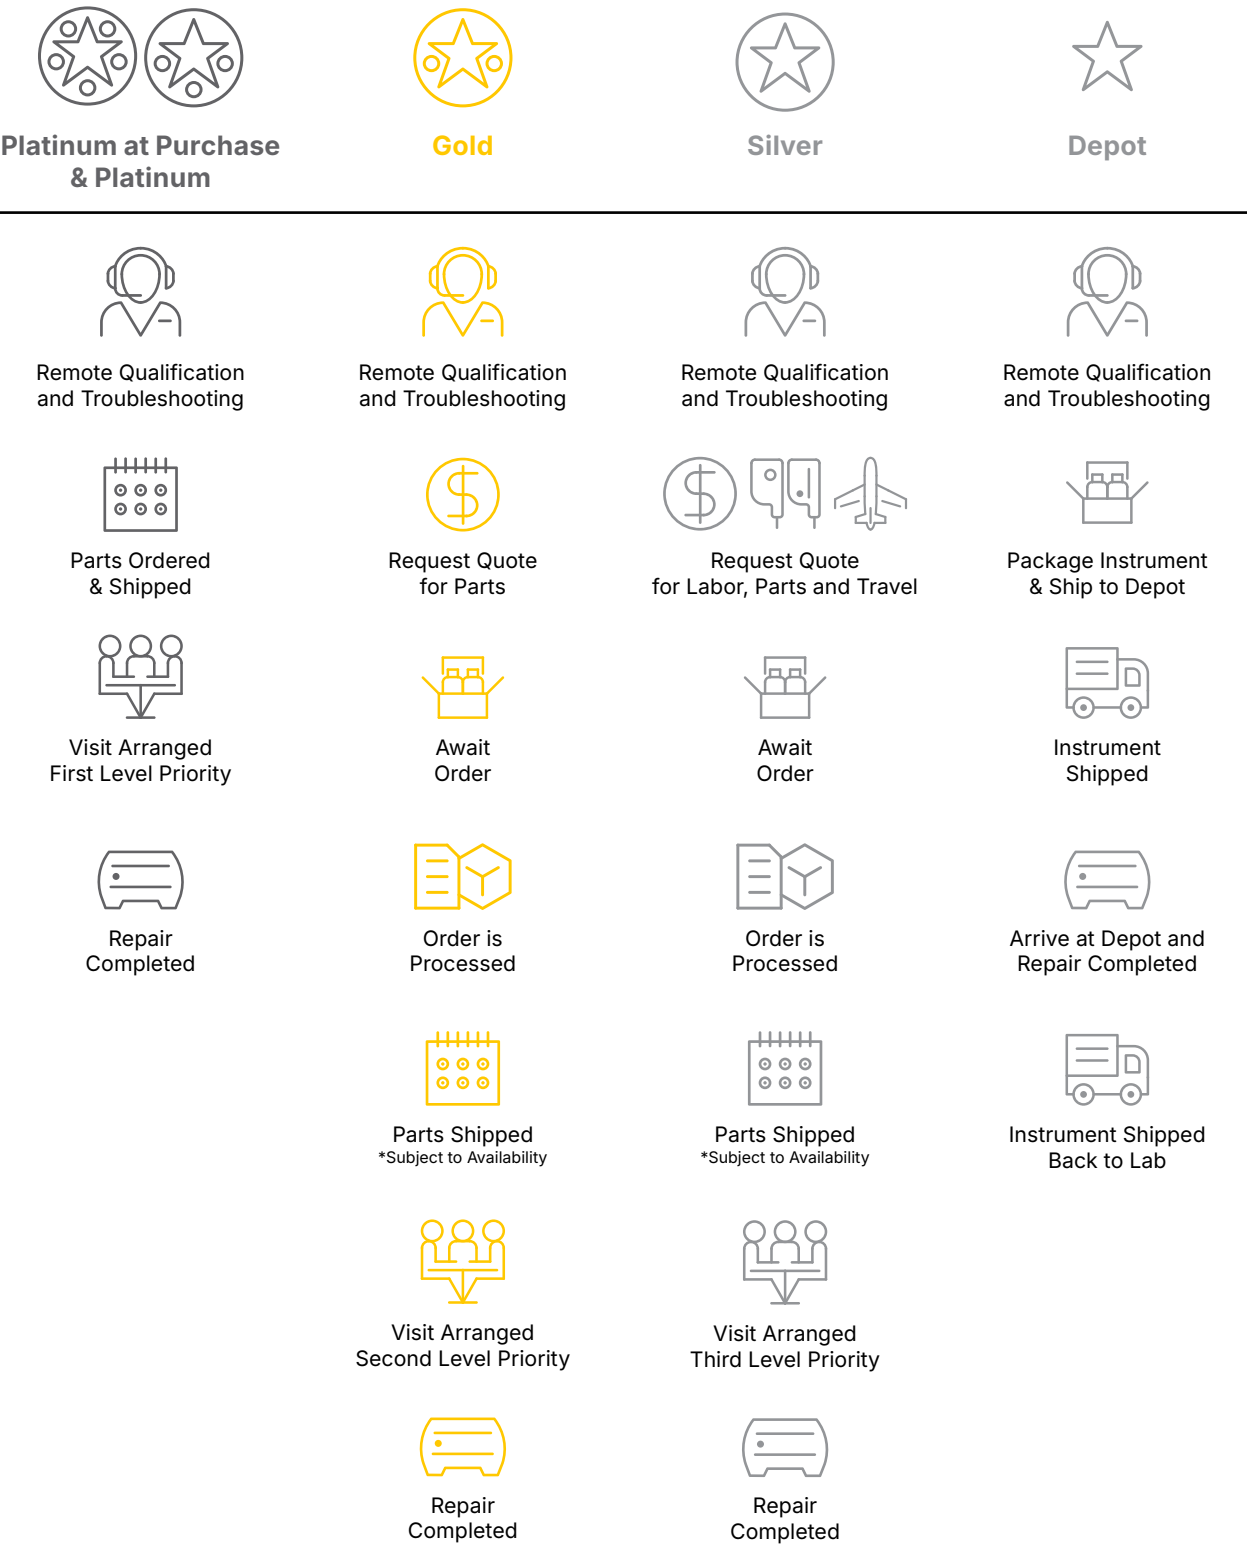 Platinum at Purchase
& Platinum
Gold
Silver
Depot
Remote Qualification
and Troubleshooting
Remote Qualification
and Troubleshooting
Remote Qualification
and Troubleshooting
Remote Qualification
and Troubleshooting
Parts Ordered
& Shipped
Request Quote
for Parts
Request Quote
for Labor, Parts and Travel
Package Instrument
& Ship to Depot
Visit Arranged
First Level Priority
Await
Order
Await
Order
Instrument
Shipped
Repair
Completed
Order is
Processed
Order is
Processed
Arrive at Depot and
Repair Completed
Parts Shipped
*Subject to Availability
Parts Shipped
*Subject to Availability
Instrument Shipped
Back to Lab
Visit Arranged
Second Level Priority
Visit Arranged
Third Level Priority
Repair
Completed
Repair
Completed